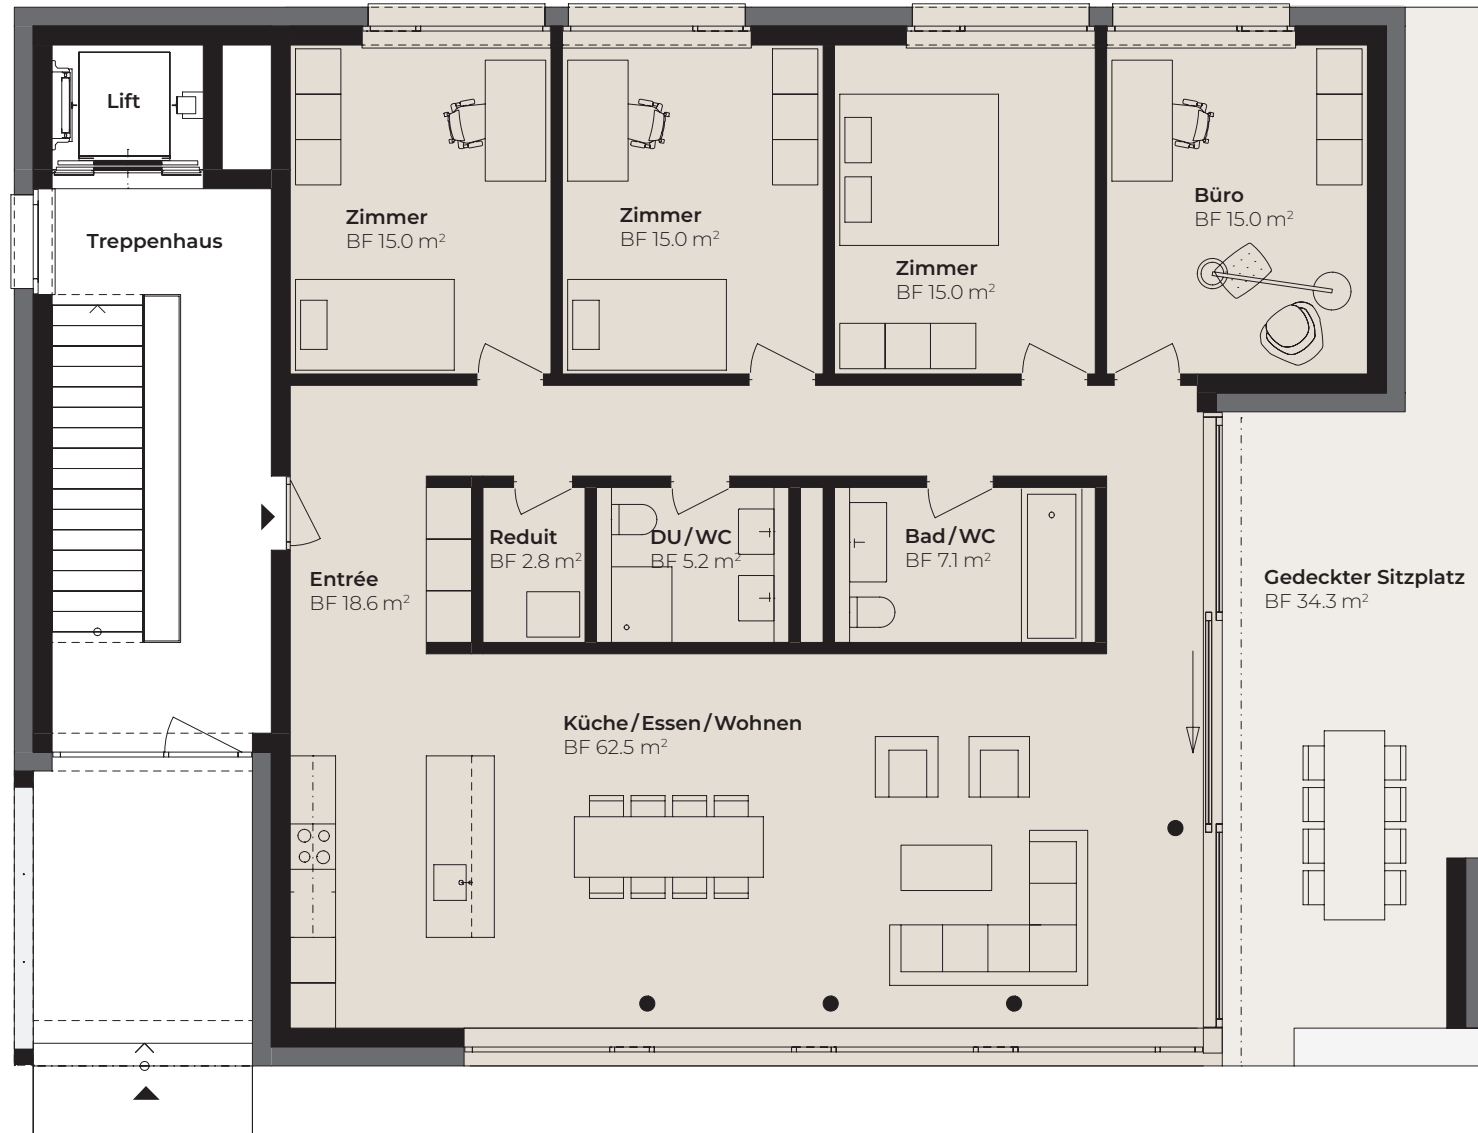 Lift
Treppenhaus
Zimmer
BF 15.0 m²
Zimmer
BF 15.0 m²
Zimmer
BF 15.0 m²
Büro
BF 15.0 m²
Entrée
BF 18.6 m²
Reduit
BF 2.8 m²
DU/WC
BF 5.2 m²
Bad/WC
BF 7.1 m²
Gedeckter Sitzplatz
BF 34.3 m²
Küche/Essen/Wohnen
BF 62.5 m²